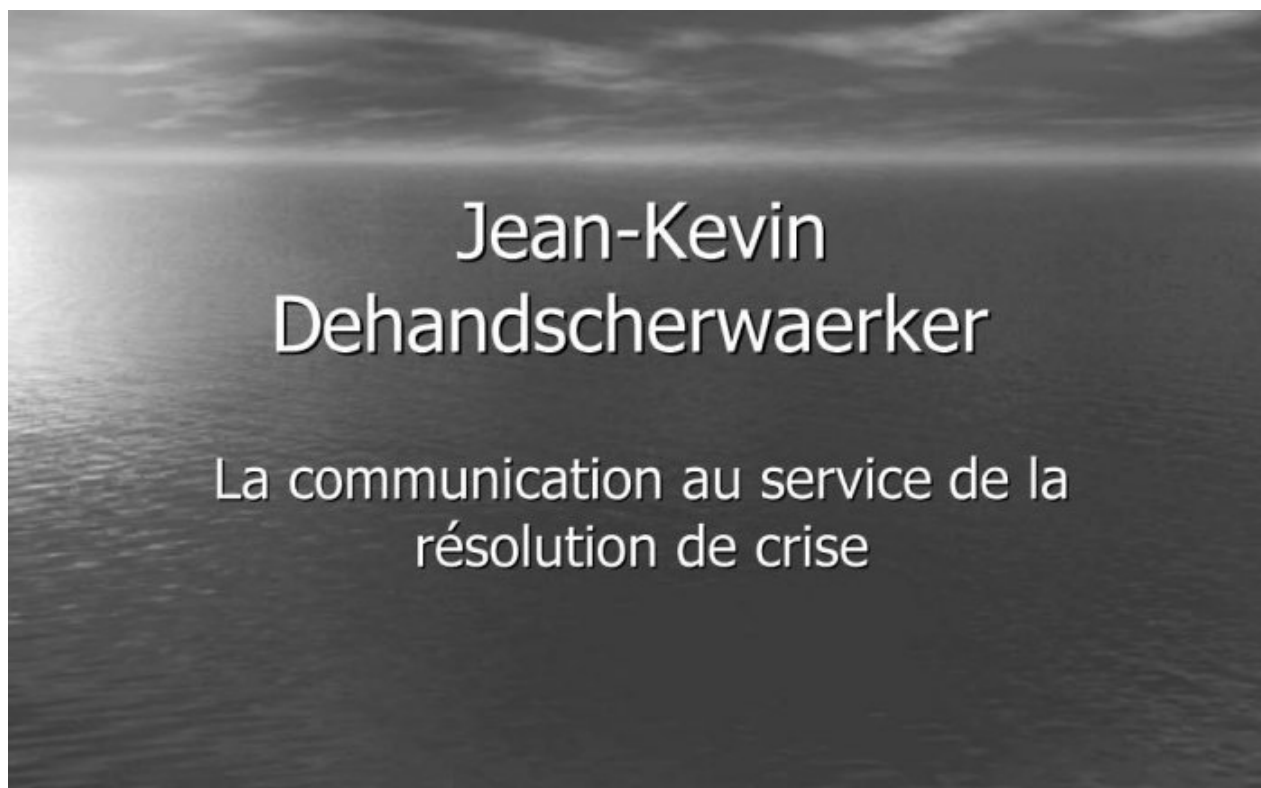 Jean-Kevin
Dehandscherwaerker
La communication au service de la
résolution de crise